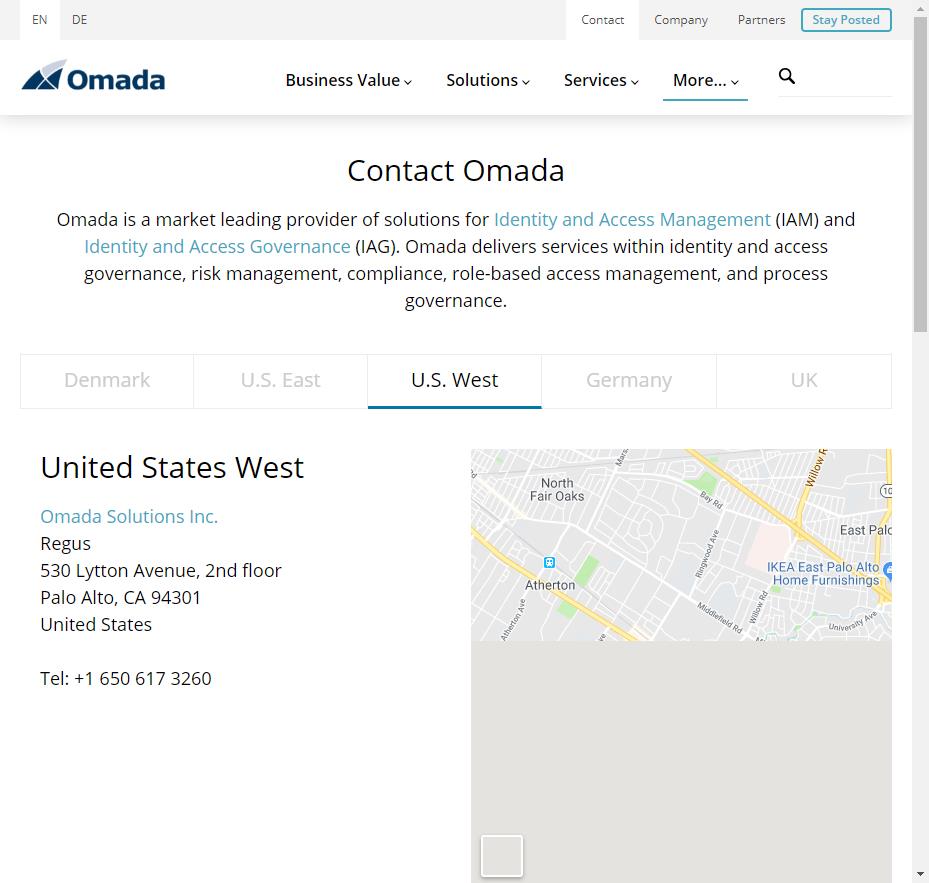 EN DE Contact Company Partners Stay Posted
Omada Business Value Solutions Services More...
Contact Omada
Omada is a market leading provider of solutions for Identity and Access Management (IAM) and
Identity and Access Governance (IAG). Omada delivers services within identity and access
governance, risk management, compliance, role-based access management, and process
governance.
Denmark U.S. East U.S. West Germany UK
United States West
Omada Solutions Inc.
Regus
530 Lytton Avenue, 2nd floor
Palo Alto, CA 94301
United States
Tel: +1 650 617 3260
Willow R
North
Fair Oaks
Bay Rd
East Palo
Ringwood Ave
IKEA East Palo Alto
Home Furnishings
Atherton
Willow Rd
Middlefield Rd
University Ave
Atherton Ave